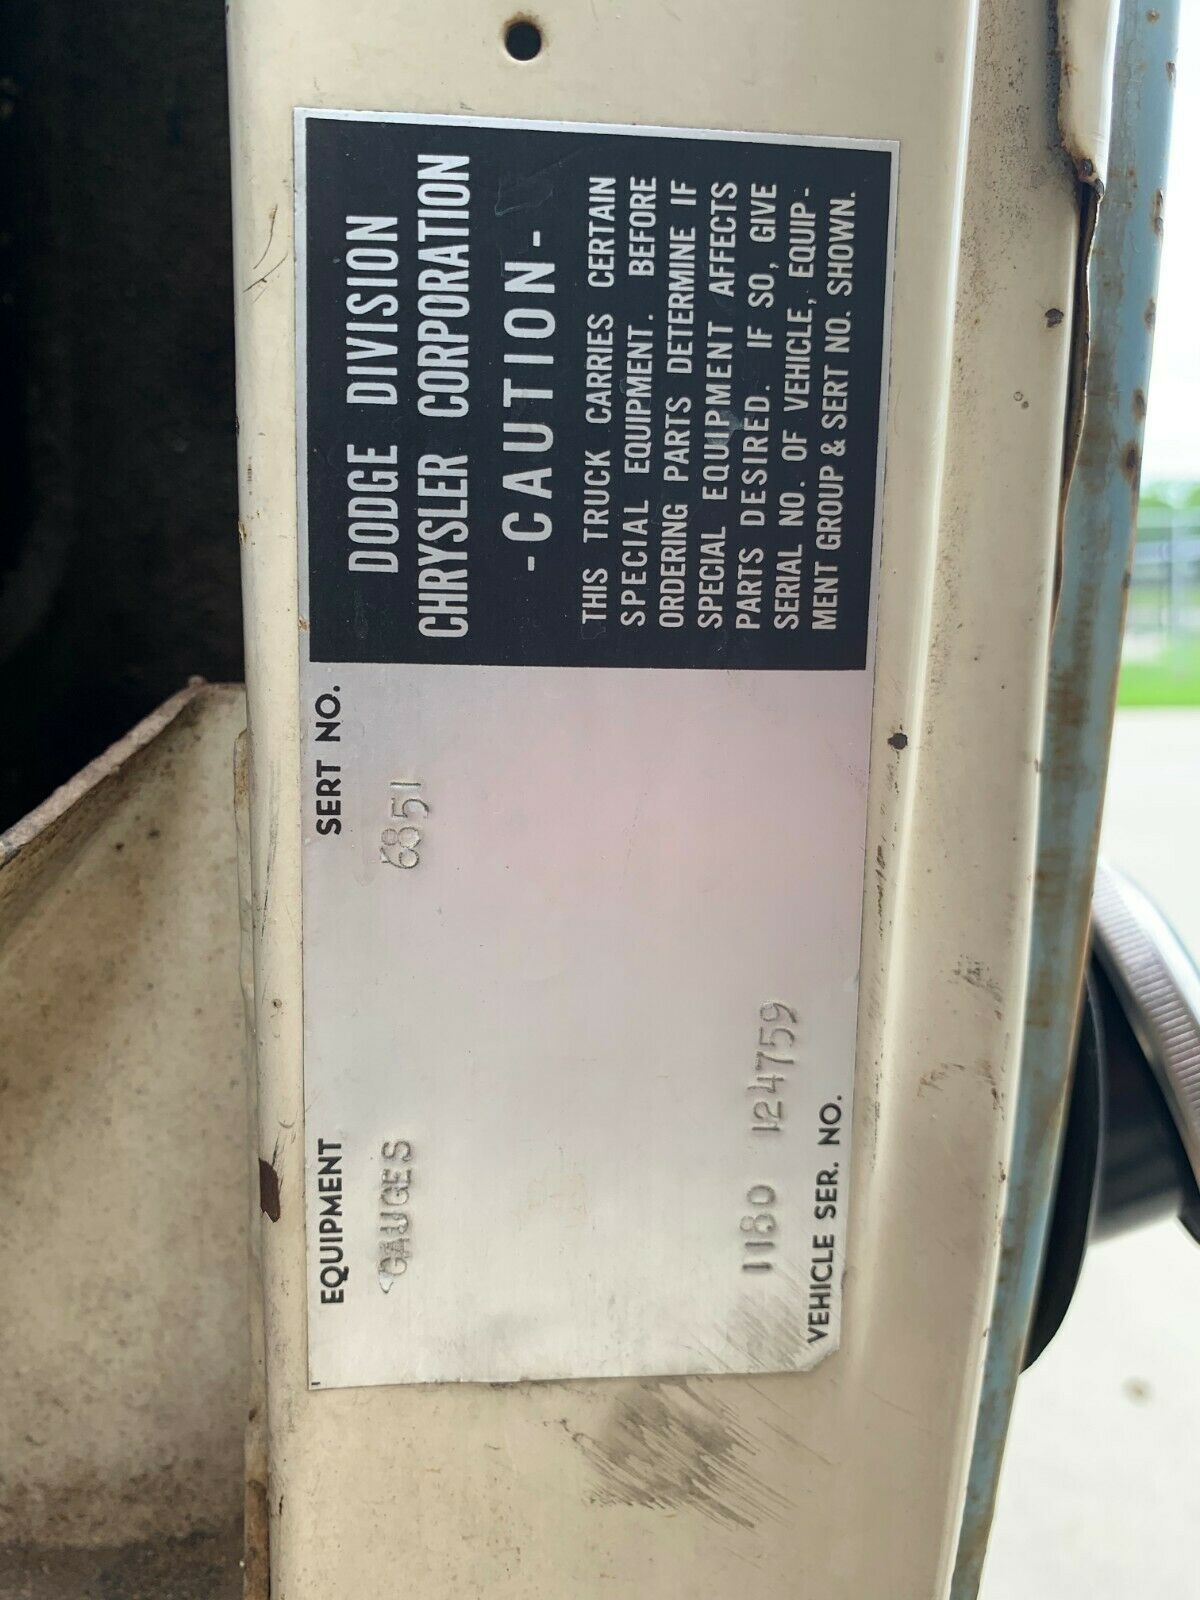 DODGE DIVISION
CHRYSLER CORPORATION
-CAUTION-
THIS TRUCK CARRIES CERTAIN
SPECIAL EQUIPMENT. BEFORE
ORDERING PARTS DETERMINE IF
SPECIAL EQUIPMENT AFFECTS
PARTS DESIRED. IF SO, GIVE
SERIAL NO. OF VEHICLE, EQUIP-
MENT GROUP & SERT NO. SHOWN.
EQUIPMENT SERT NO.
GAUGES 6851
1180 124759
VEHICLE SER. NO.